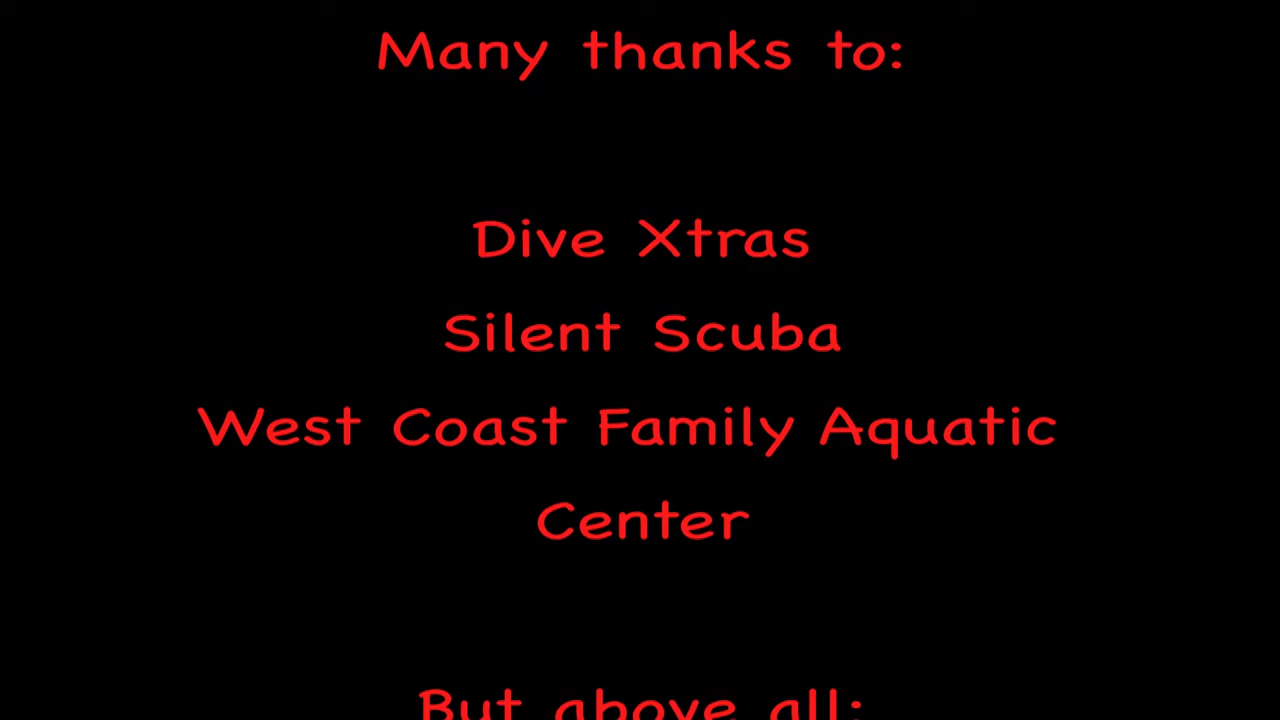 Many thanks to:
Dive Xtras
Silent Scuba
West Coast Family Aquatic
Center
But above all: